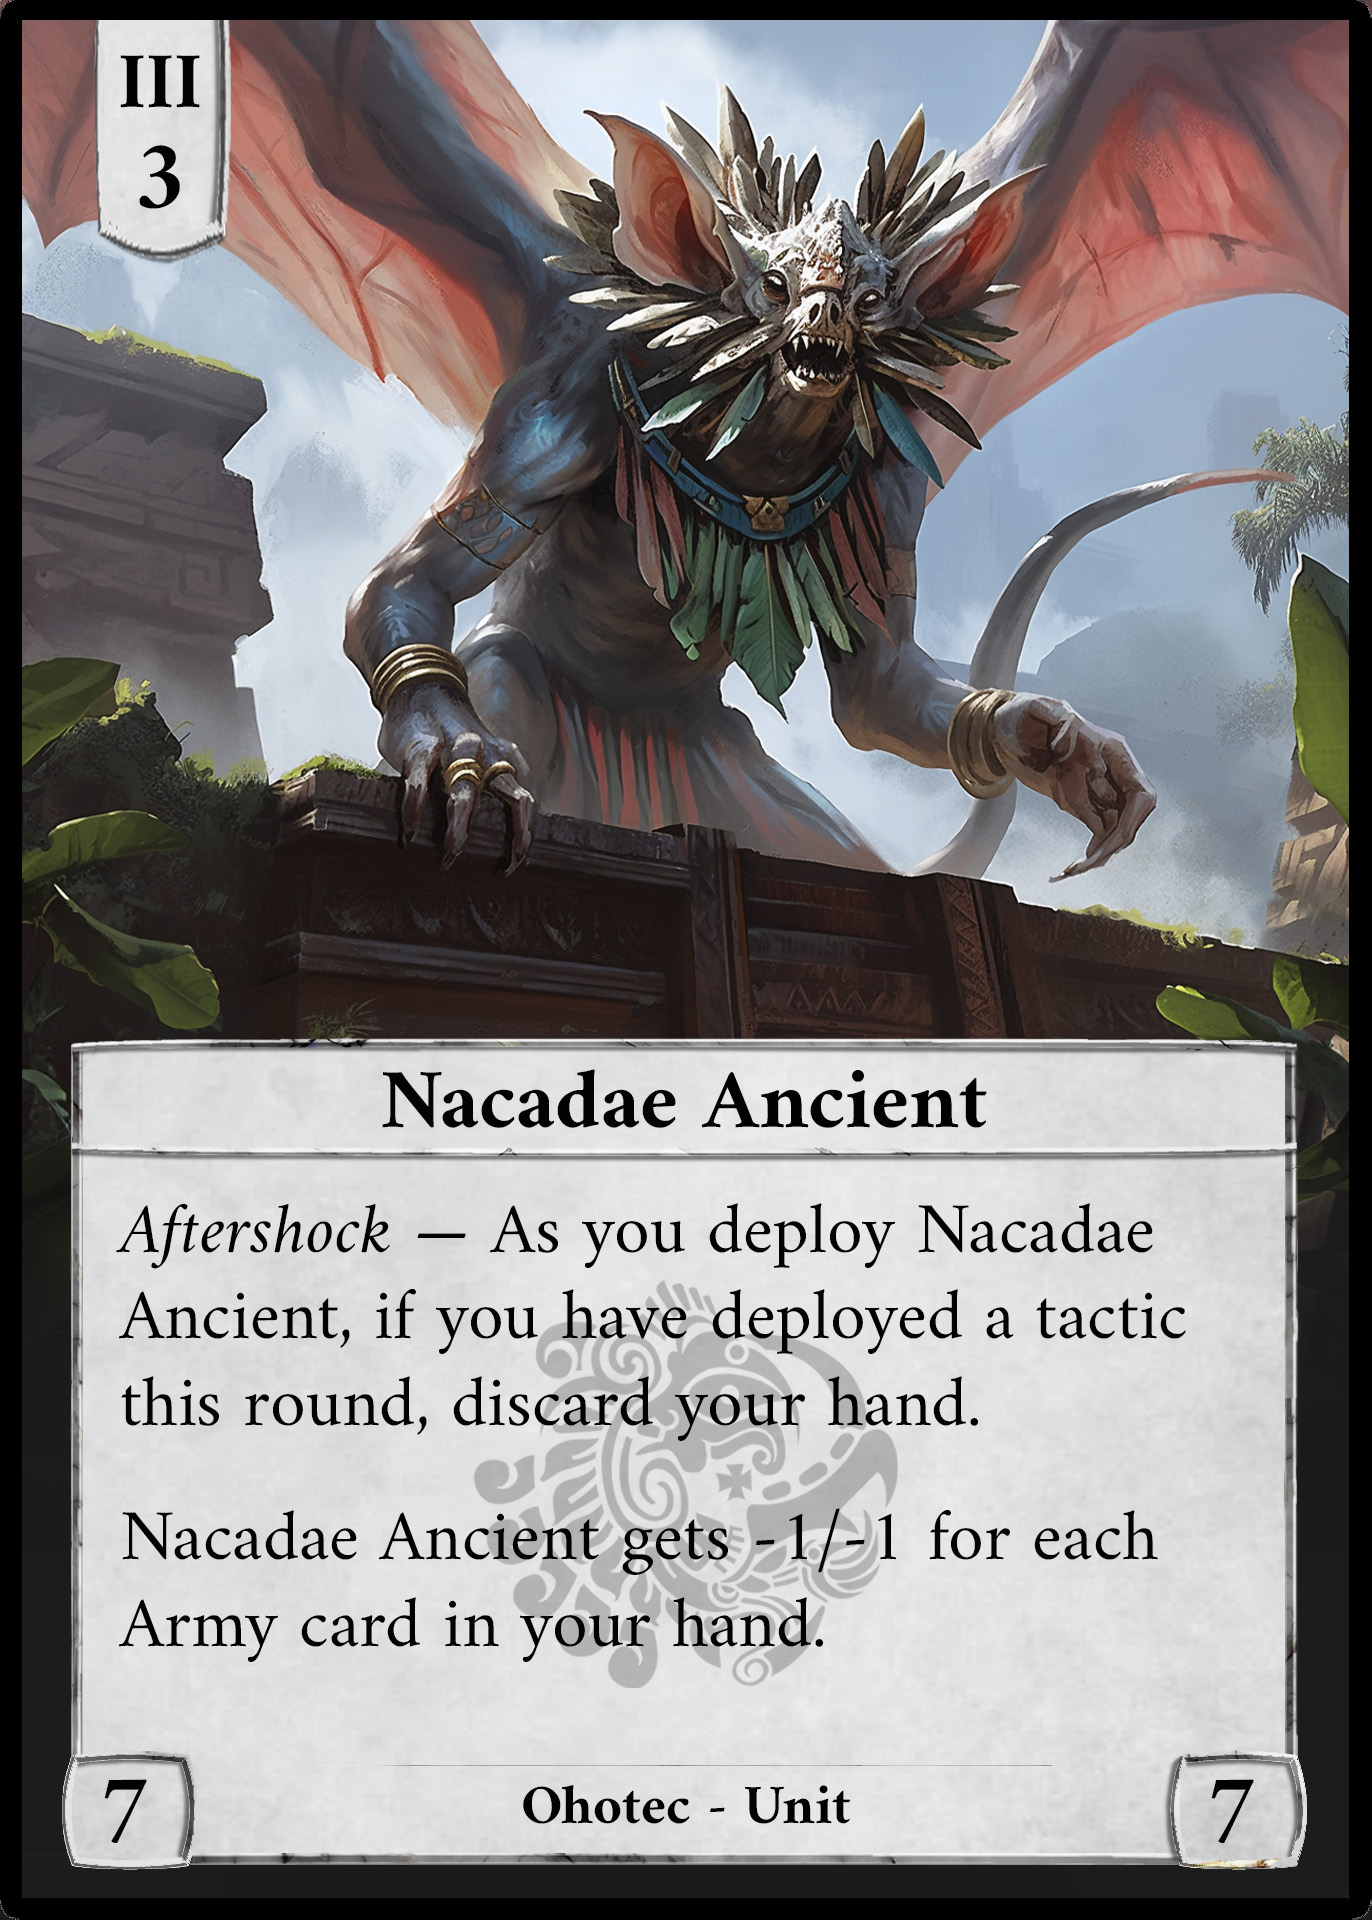 III
3
Nacadae Ancient
Aftershock — As you deploy Nacadae
Ancient, if you have deployed a tactic
this round, discard your hand.
Nacadae Ancient gets -1/-1 for each
Army card in your hand.
7
Ohotec - Unit
7